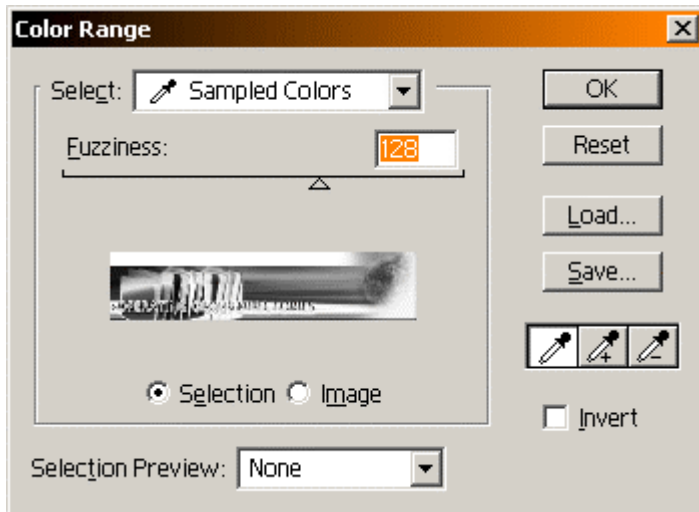 Color Range
Select: Sampled Colors
OK
Fuzziness: 128
Reset
Load...
Save...
Selection Image
Invert
Selection Preview: None